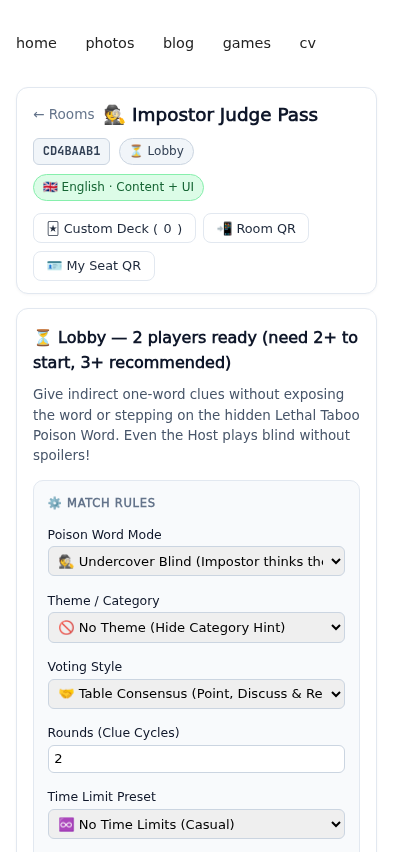 home photos blog games cv
← Rooms 🕵️ Impostor Judge Pass
CD4BAAB1 ⏳ Lobby
🇬🇧 English · Content + UI
🃏 Custom Deck ( 0 ) 📲 Room QR
🪪 My Seat QR
⏳ Lobby — 2 players ready (need 2+ to
start, 3+ recommended)
Give indirect one-word clues without exposing
the word or stepping on the hidden Lethal Taboo
Poison Word. Even the Host plays blind without
spoilers!
⚙️ MATCH RULES
Poison Word Mode
🕵️ Undercover Blind (Impostor thinks the
Theme / Category
🚫 No Theme (Hide Category Hint)
Voting Style
🤝 Table Consensus (Point, Discuss & Re
Rounds (Clue Cycles)
2
Time Limit Preset
♾️ No Time Limits (Casual)